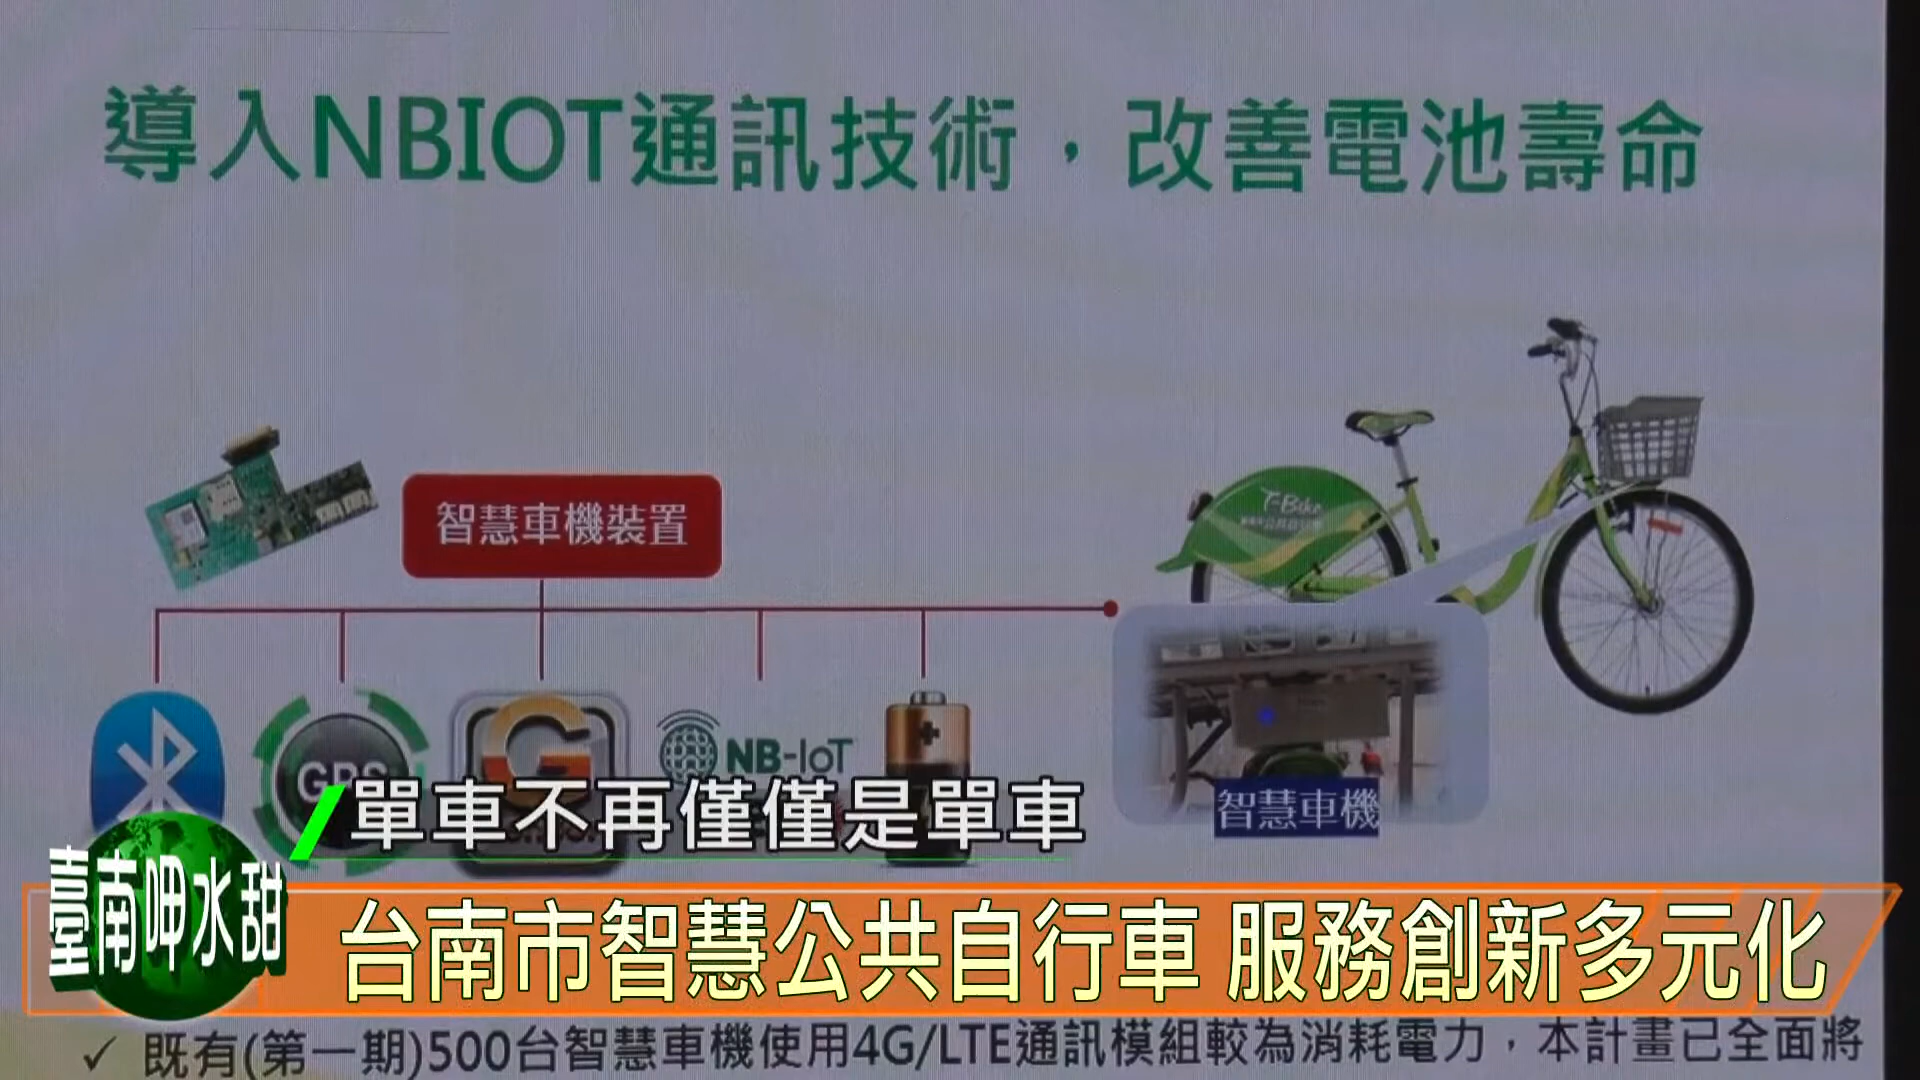 導入NBIOT通訊技術，改善電池壽命
智慧車機裝置
T-Bike
GPS
NB-IoT
智慧車機
單車不再僅僅是單車
臺南呷水甜
台南市智慧公共自行車 服務創新多元化
✓ 既有(第一期)500台智慧車機使用4G/LTE通訊模組較為消耗電力，本計畫已全面將